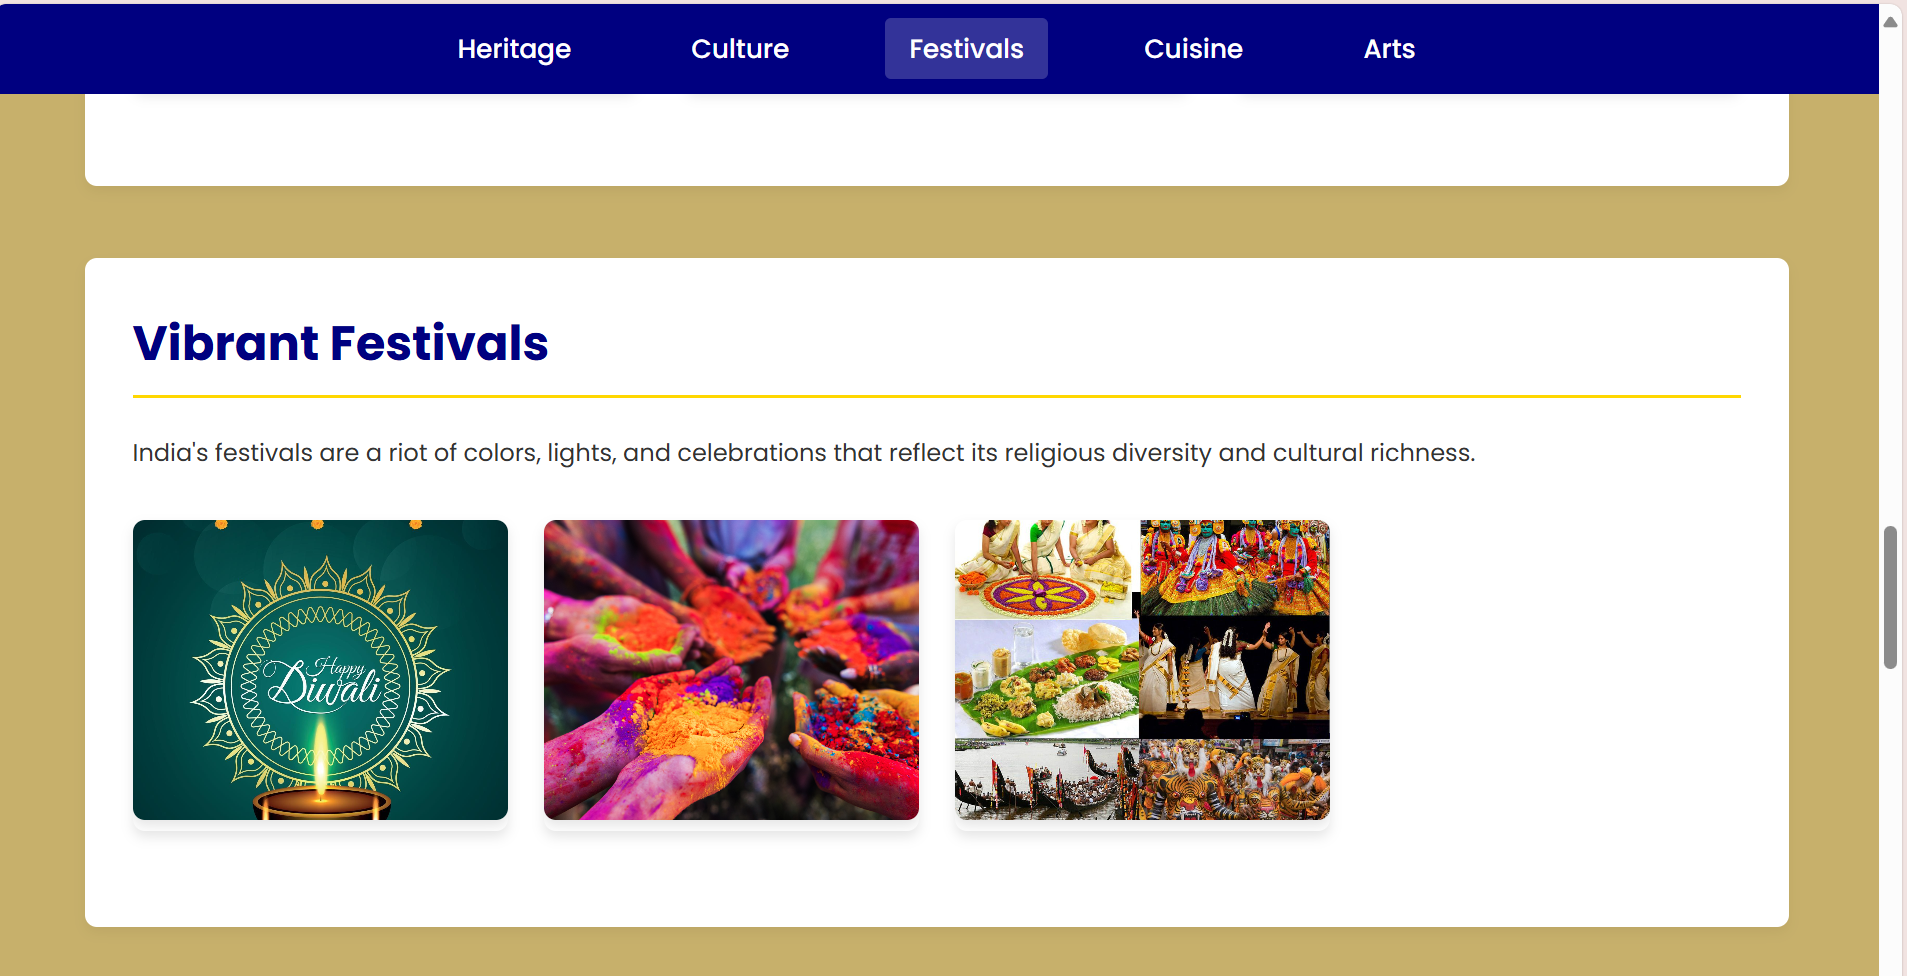 Heritage Culture Festivals Cuisine Arts
Vibrant Festivals
India's festivals are a riot of colors, lights, and celebrations that reflect its religious diversity and cultural richness.
Happy
Diwali